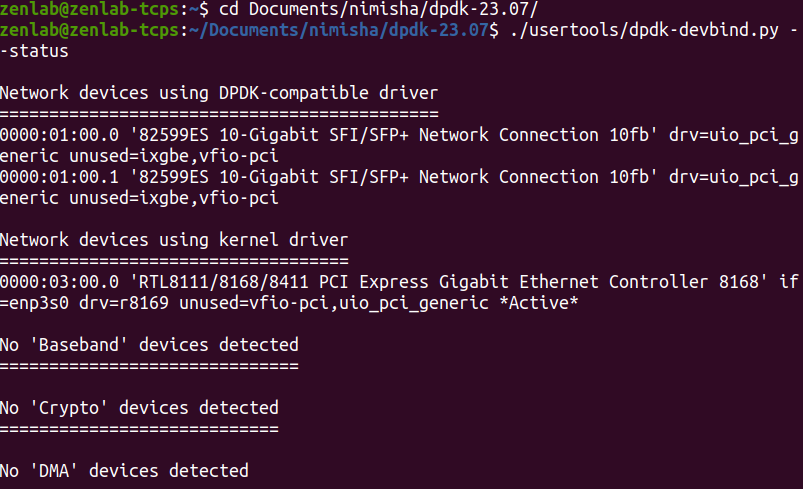 zenlab@zenlab-tcps:~$ cd Documents/nimisha/dpdk-23.07/
zenlab@zenlab-tcps:~/Documents/nimisha/dpdk-23.07$ ./usertools/dpdk-devbind.py -
-status
Network devices using DPDK-compatible driver
============================================
0000:01:00.0 '82599ES 10-Gigabit SFI/SFP+ Network Connection 10fb' drv=uio_pci_g
eneric unused=ixgbe,vfio-pci
0000:01:00.1 '82599ES 10-Gigabit SFI/SFP+ Network Connection 10fb' drv=uio_pci_g
eneric unused=ixgbe,vfio-pci
Network devices using kernel driver
===================================
0000:03:00.0 'RTL8111/8168/8411 PCI Express Gigabit Ethernet Controller 8168' if
=enp3s0 drv=r8169 unused=vfio-pci,uio_pci_generic *Active*
No 'Baseband' devices detected
==============================
No 'Crypto' devices detected
============================
No 'DMA' devices detected